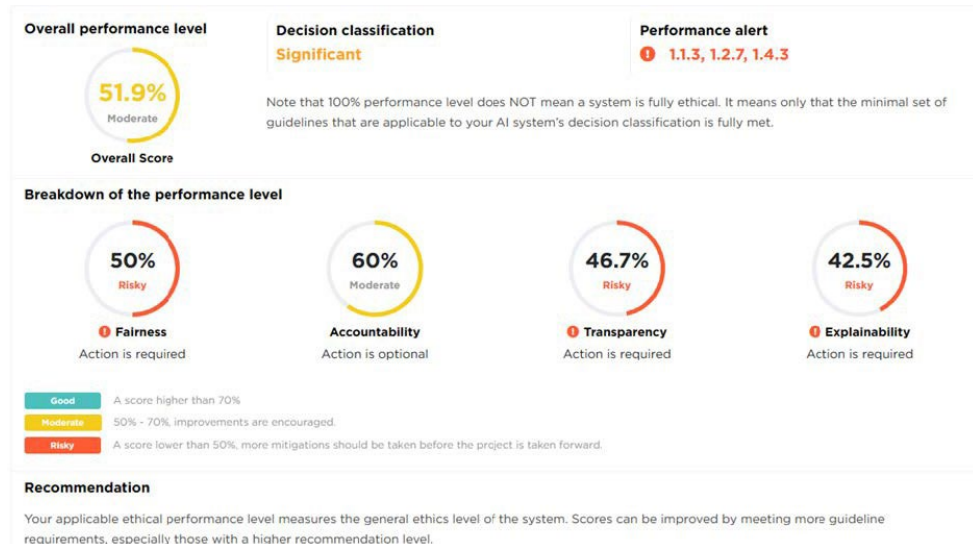 Overall performance level
Decision classification
Performance alert
Significant
1.1.3, 1.2.7, 1.4.3
51.9%
Moderate
Overall Score
Note that 100% performance level does NOT mean a system is fully ethical. It means only that the minimal set of
guidelines that are applicable to your AI system's decision classification is fully met.
Breakdown of the performance level
50%
Risky
Fairness
Action is required
60%
Moderate
Accountability
Action is optional
46.7%
Risky
Transparency
Action is required
42.5%
Risky
Explainability
Action is required
Good A score higher than 70%
Moderate 50% - 70%, improvements are encouraged.
Risky A score lower than 50%, more mitigations should be taken before the project is taken forward.
Recommendation
Your applicable ethical performance level measures the general ethics level of the system. Scores can be improved by meeting more guideline
requirements, especially those with a higher recommendation level.